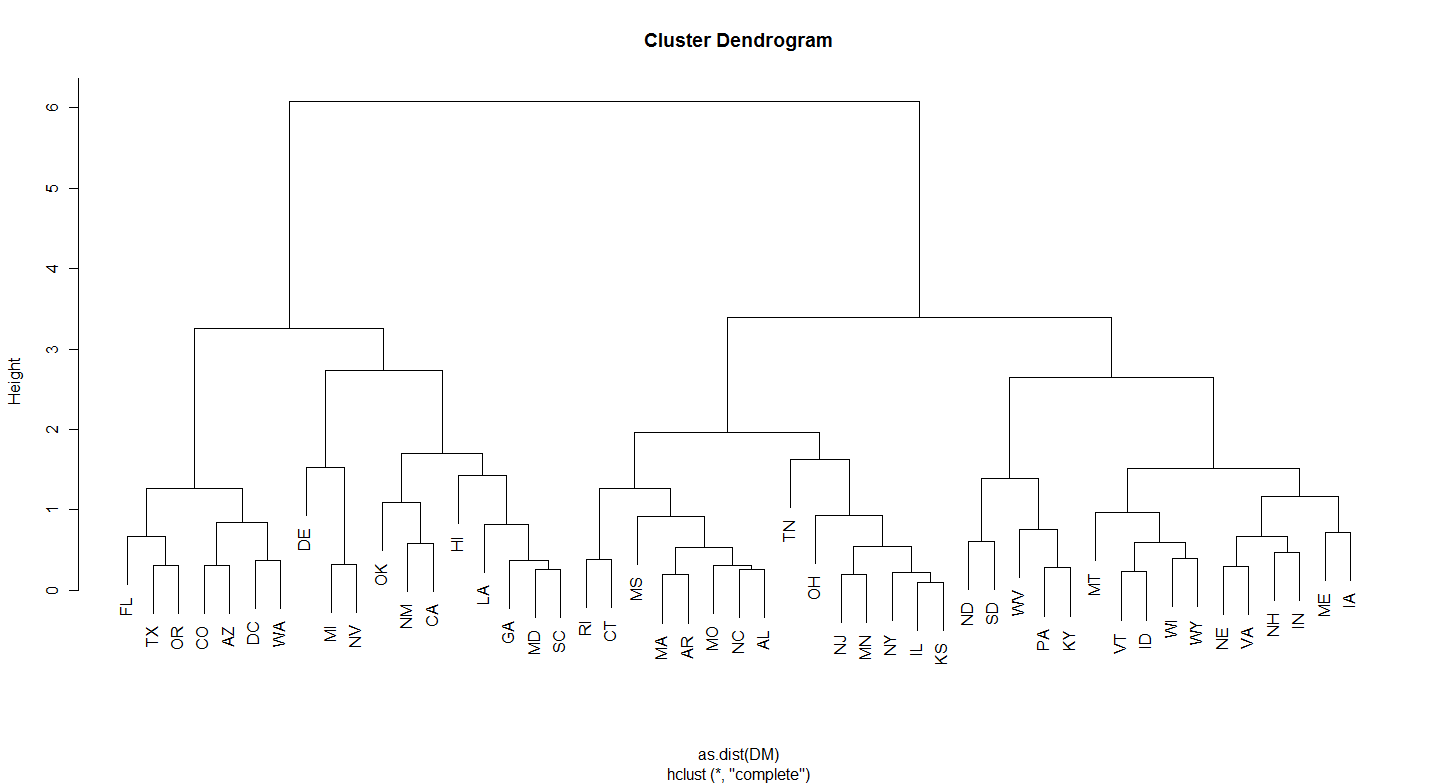 Cluster Dendrogram
Height
6
5
4
3
2
1
0
FL
TX
OR
CO
AZ
DC
WA
DE
MI
NV
OK
NM
CA
HI
LA
GA
MD
SC
RI
CT
MS
MA
AR
MO
NC
AL
TN
OH
NJ
MN
NY
IL
KS
ND
SD
WV
PA
KY
MT
VT
ID
WI
WY
NE
VA
NH
IN
ME
IA
as.dist(DM)
hclust (*, "complete")